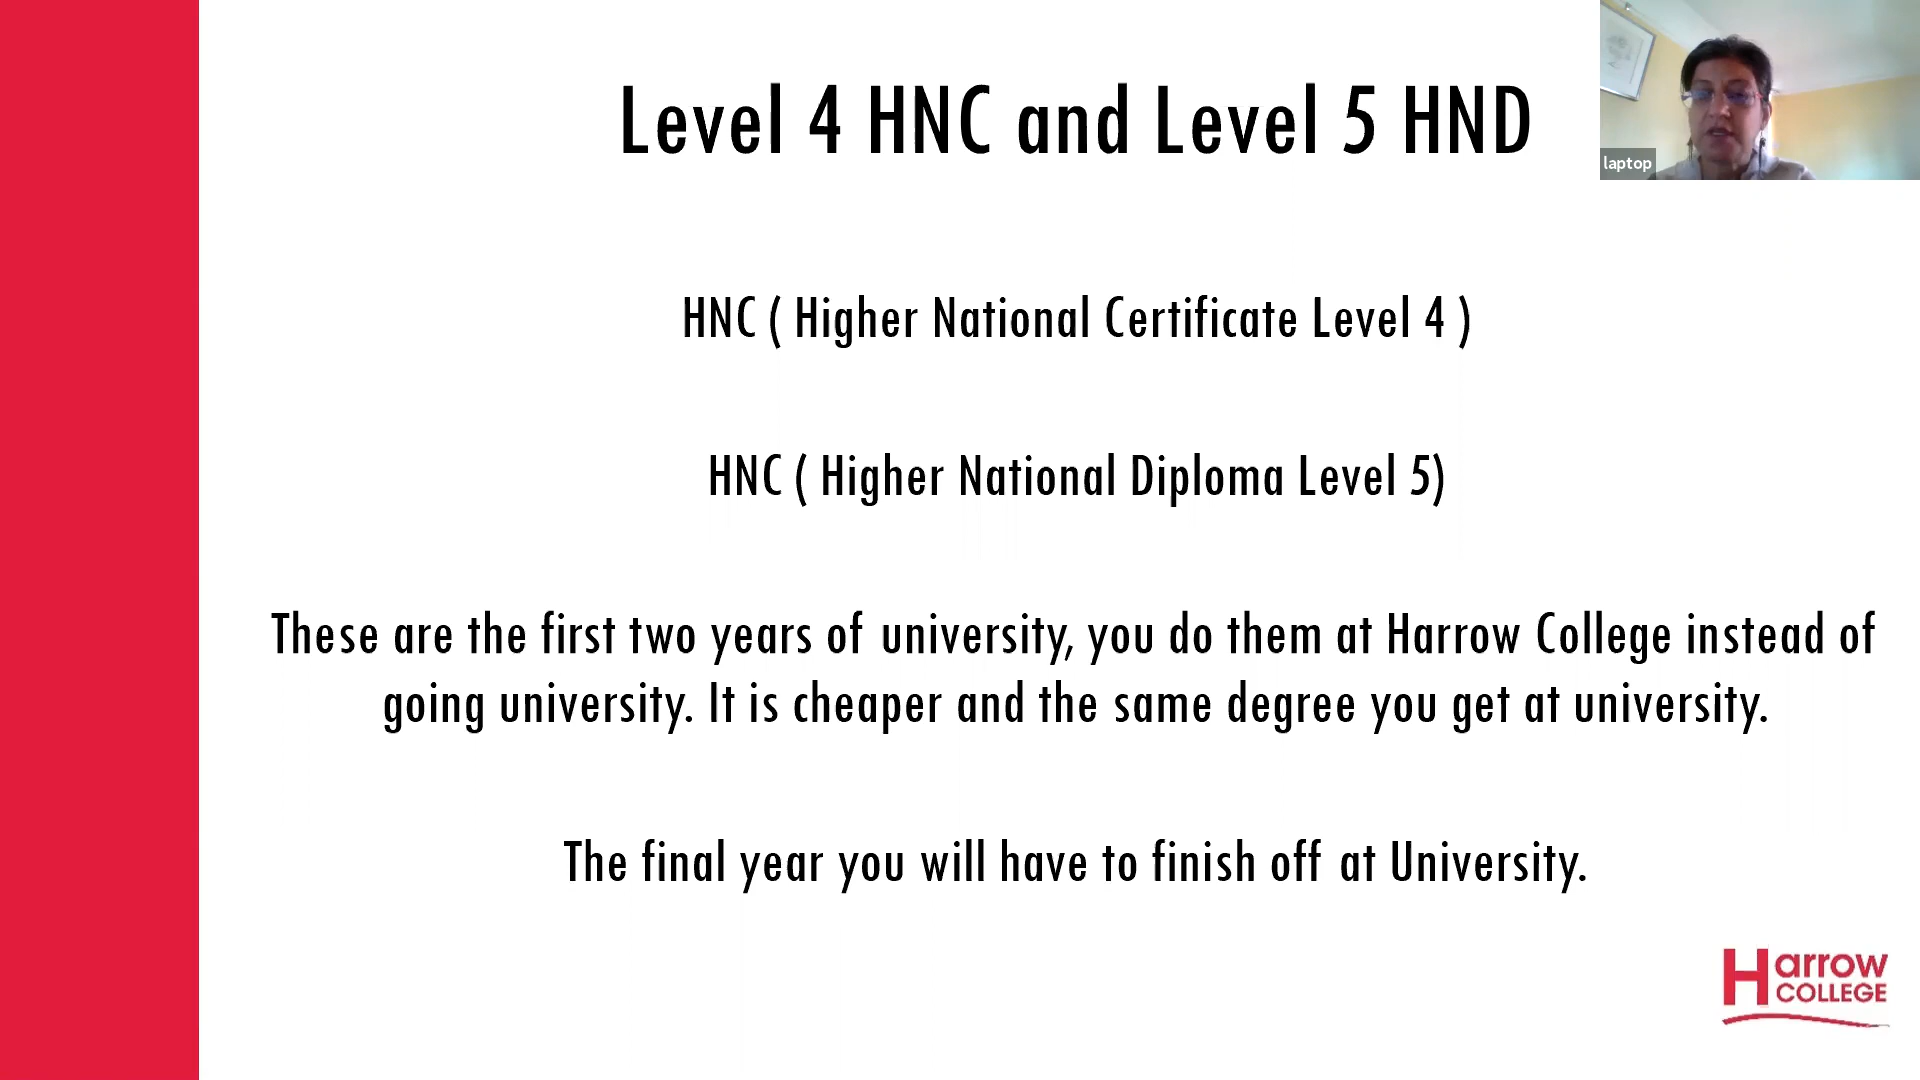 Level 4 HNC and Level 5 HND
laptop
HNC ( Higher National Certificate Level 4 )
HNC ( Higher National Diploma Level 5)
These are the first two years of university, you do them at Harrow College instead of
going university. It is cheaper and the same degree you get at university.
The final year you will have to finish off at University.
Harrow
COLLEGE